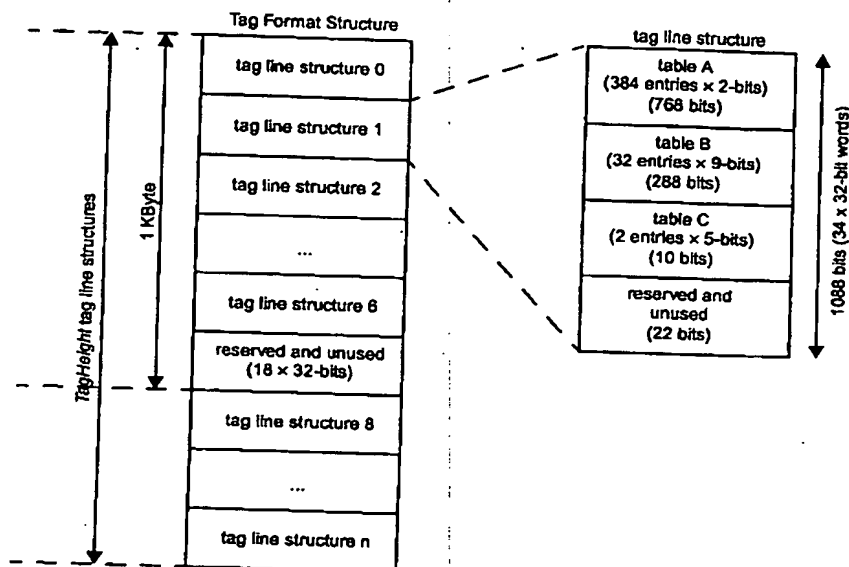 Tag Format Structure
tag line structure 0
tag line structure 1
tag line structure 2
...
tag line structure 6
reserved and unused
(18 x 32-bits)
tag line structure 8
...
tag line structure n
TagHeight tag line structures
1 KByte
tag line structure
table A
(384 entries × 2-bits)
(768 bits)
table B
(32 entries × 9-bits)
(288 bits)
table C
(2 entries × 5-bits)
(10 bits)
reserved and
unused
(22 bits)
1088 bits (34 x 32-bit words)